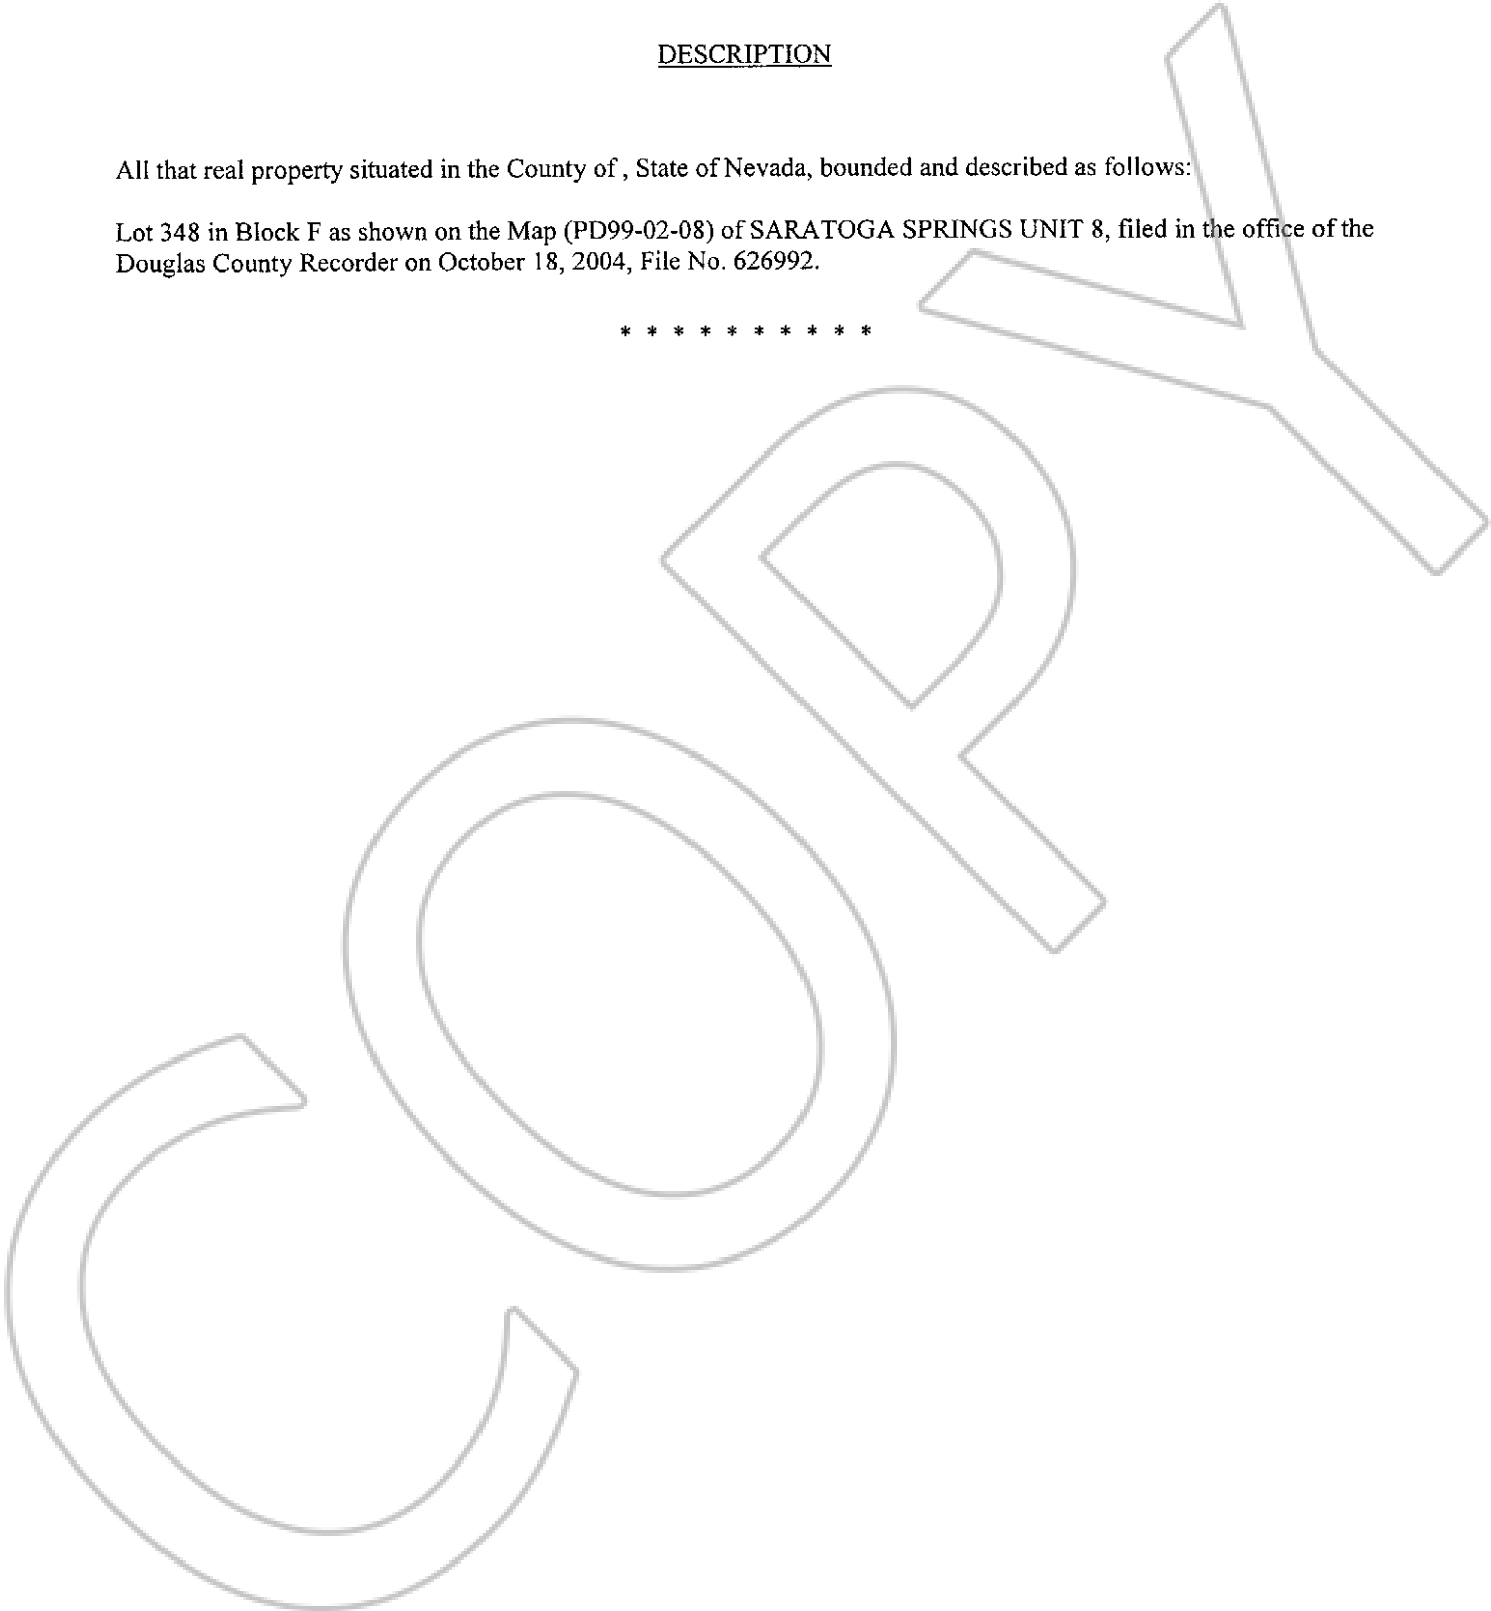 DESCRIPTION
All that real property situated in the County of , State of Nevada, bounded and described as follows:
Lot 348 in Block F as shown on the Map (PD99-02-08) of SARATOGA SPRINGS UNIT 8, filed in the office of the
Douglas County Recorder on October 18, 2004, File No. 626992.
* * * * * * * * * *
COPY